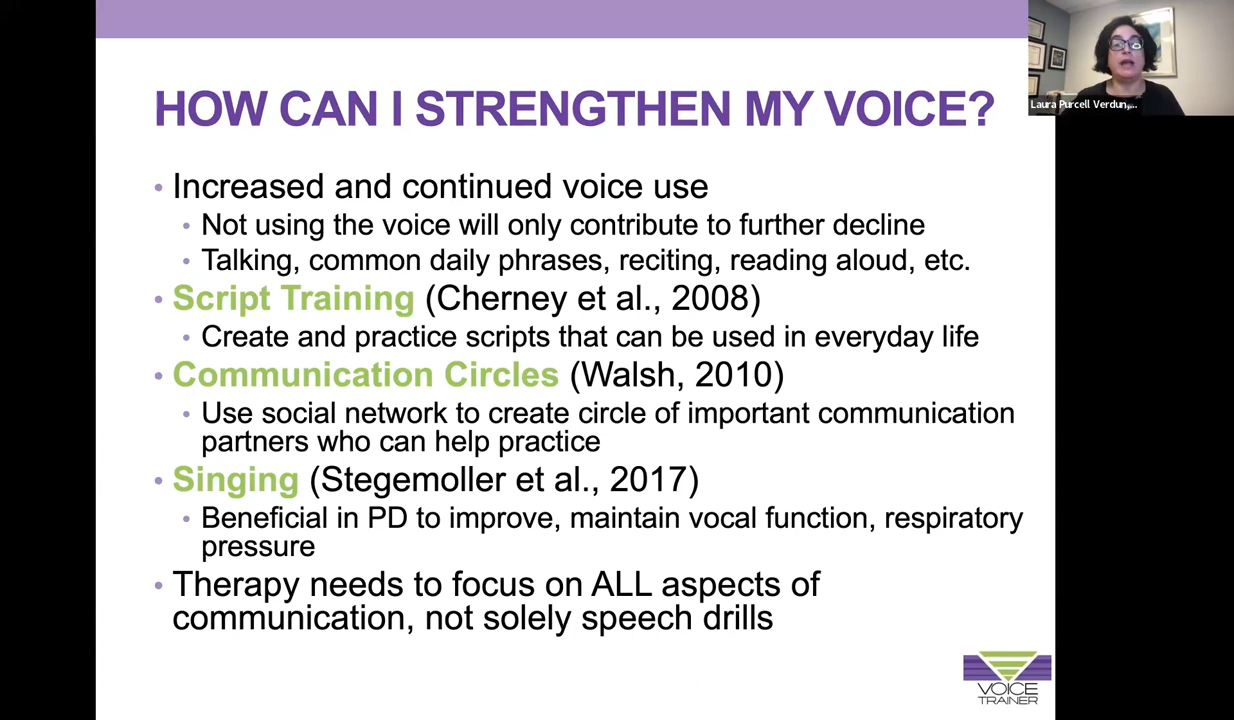 HOW CAN I STRENGTHEN MY VOICE?
• Increased and continued voice use
• Not using the voice will only contribute to further decline
• Talking, common daily phrases, reciting, reading aloud, etc.
• Script Training (Cherney et al., 2008)
• Create and practice scripts that can be used in everyday life
• Communication Circles (Walsh, 2010)
• Use social network to create circle of important communication
partners who can help practice
• Singing (Stegemoller et al., 2017)
• Beneficial in PD to improve, maintain vocal function, respiratory
pressure
• Therapy needs to focus on ALL aspects of
communication, not solely speech drills
Laura Purcell Verdun,...
VOICE
TRAINER